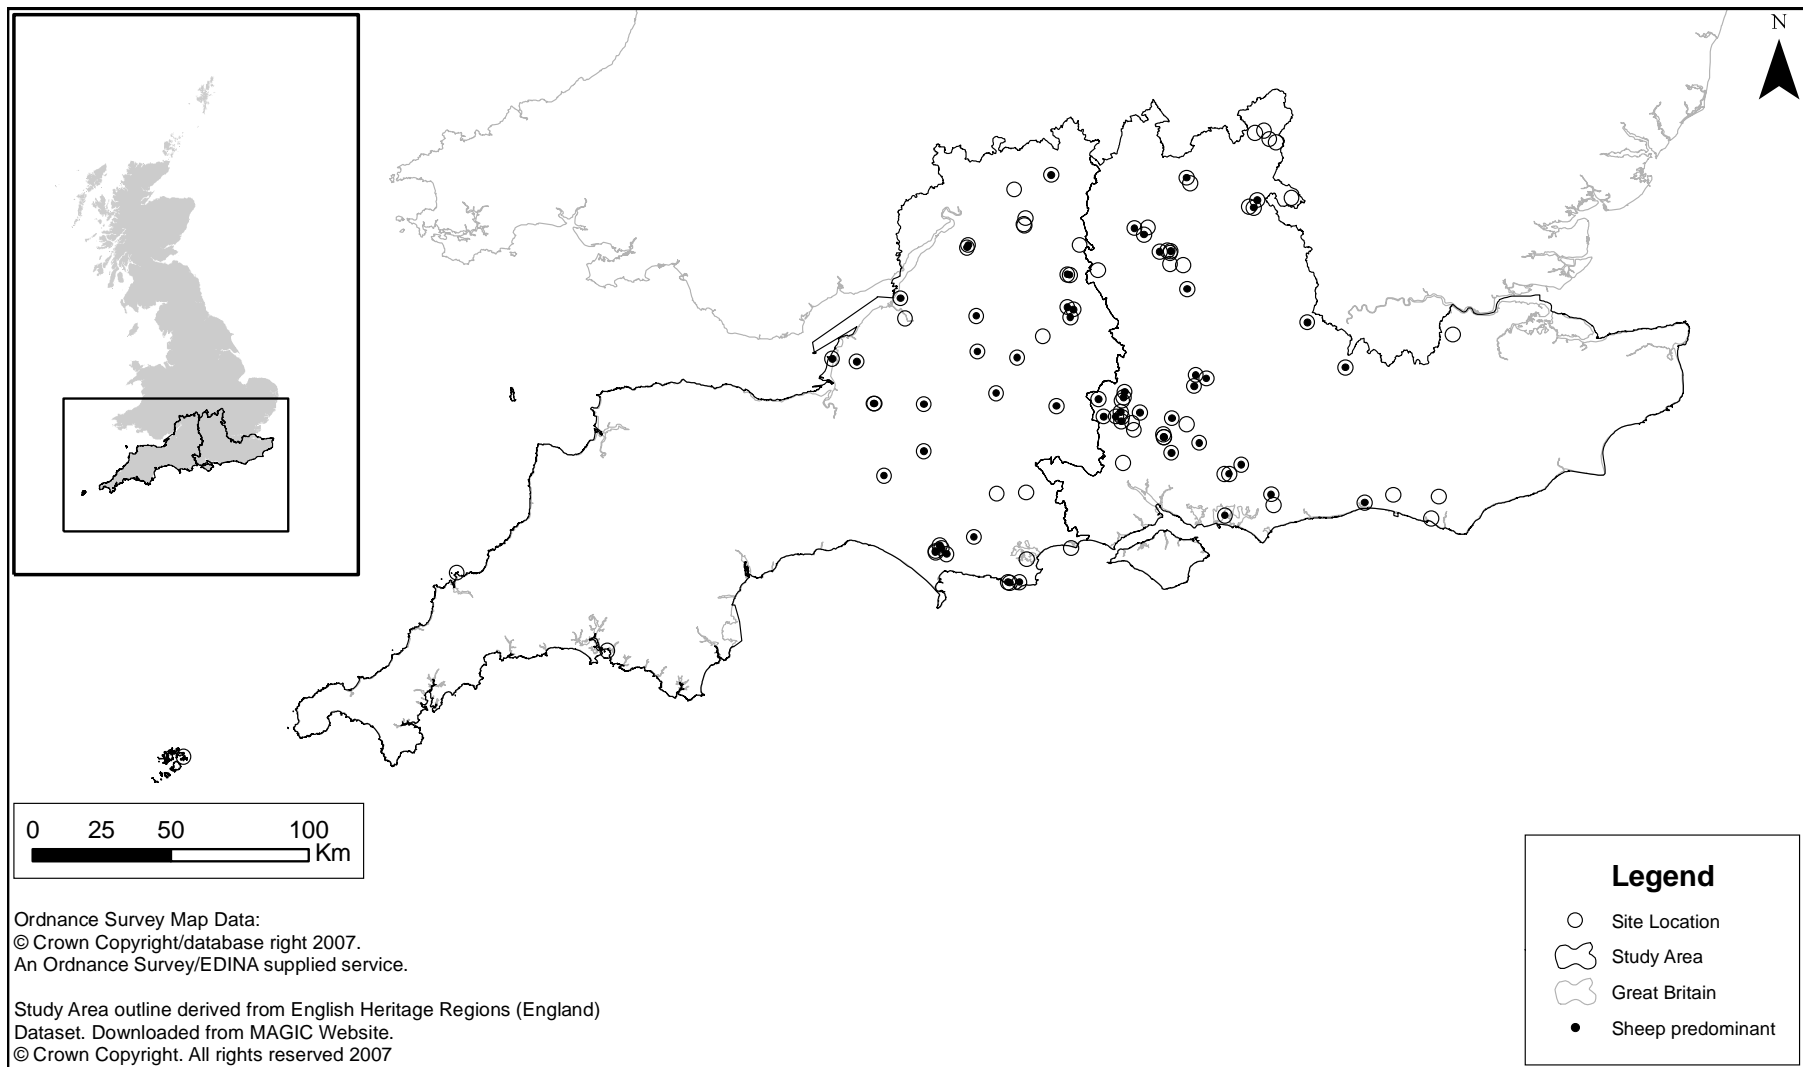 N
0 25 50 100
Km
Ordnance Survey Map Data:
© Crown Copyright/database right 2007.
An Ordnance Survey/EDINA supplied service.
Study Area outline derived from English Heritage Regions (England)
Dataset. Downloaded from MAGIC Website.
© Crown Copyright. All rights reserved 2007
Legend
Site Location
Study Area
Great Britain
Sheep predominant